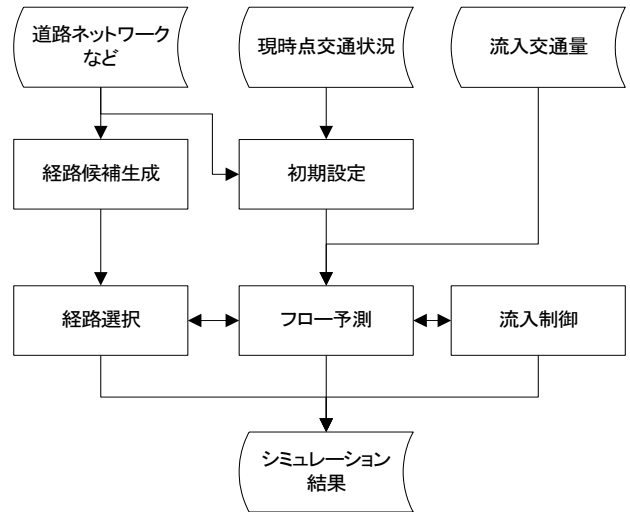 道路ネットワーク
など
現時点交通状況
流入交通量
経路候補生成
初期設定
経路選択
フロー予測
流入制御
シミュレーション
結果